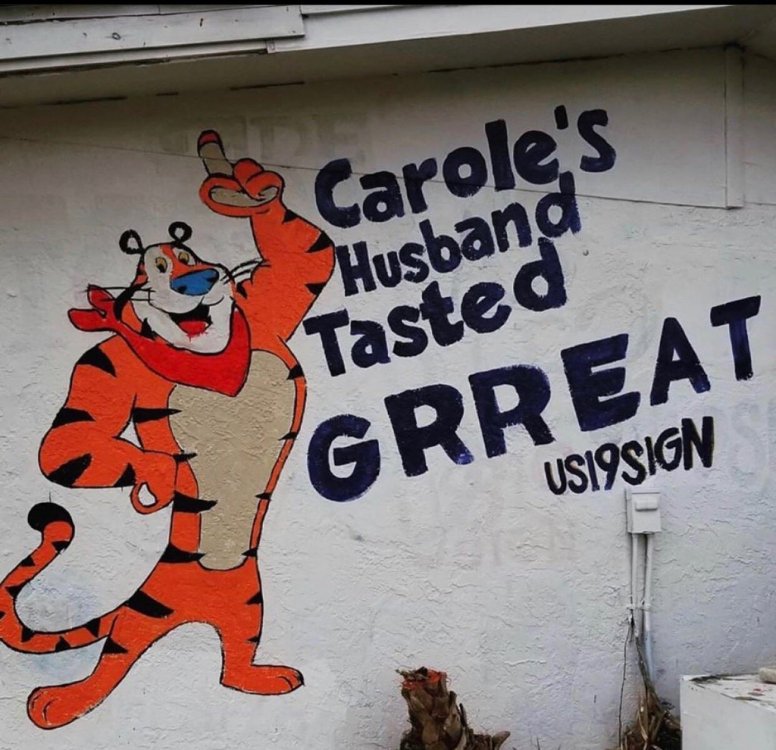 Carole's
Husband
Tasted
GRREAT
US19SIGN